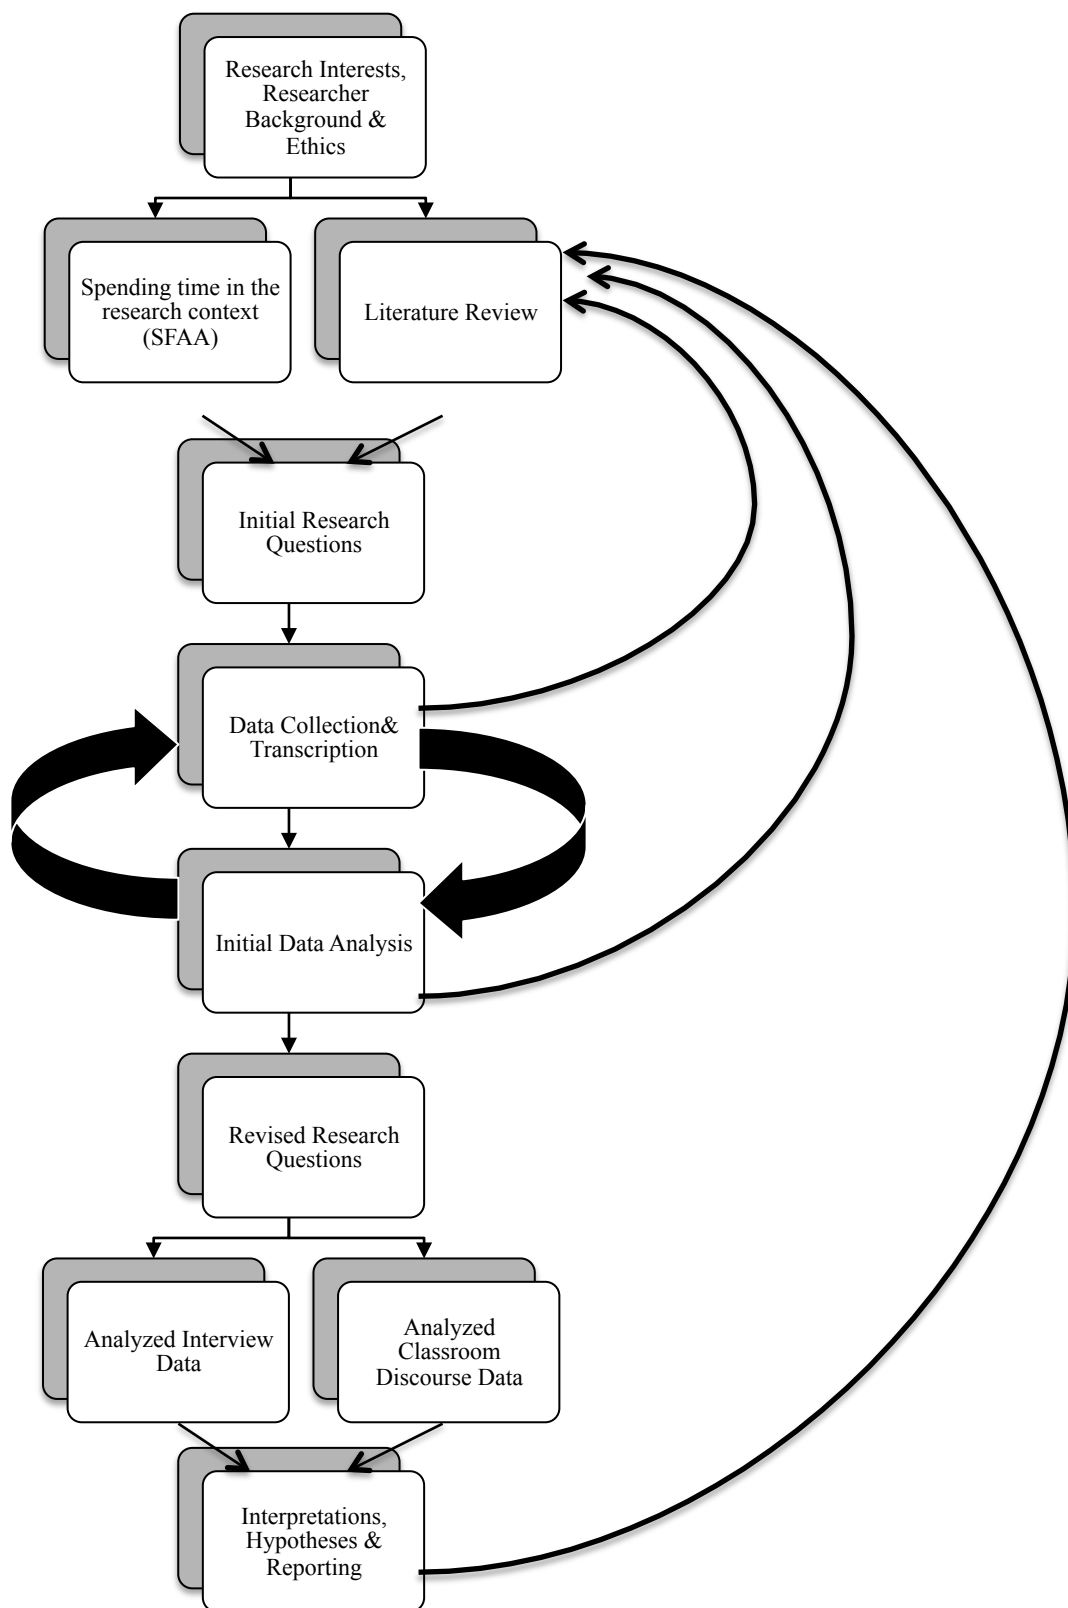 Research Interests,
Researcher
Background &
Ethics
Spending time in the
research context
(SFAA)
Literature Review
Initial Research
Questions
Data Collection&
Transcription
Initial Data Analysis
Revised Research
Questions
Analyzed Interview
Data
Analyzed
Classroom
Discourse Data
Interpretations,
Hypotheses &
Reporting